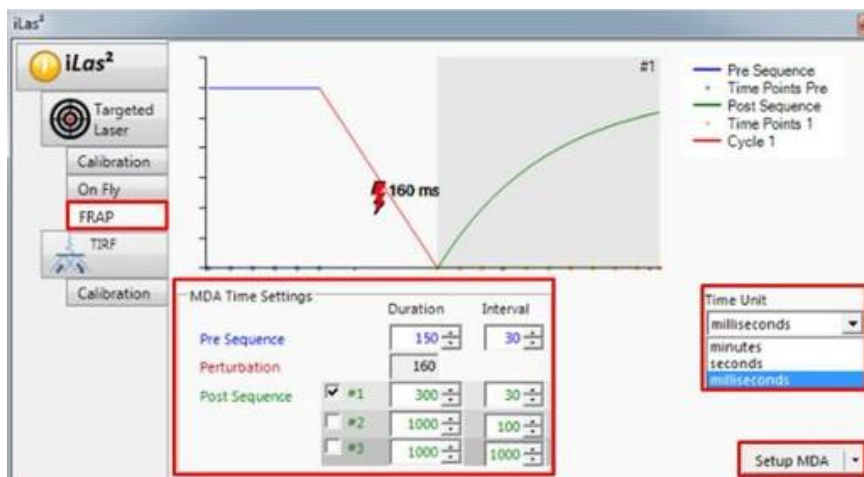 iLas²
iLas²
Targeted
Laser
Calibration
On Fly
FRAP
TIRF
Calibration
#1
160 ms
Pre Sequence
Time Points Pre
Post Sequence
Time Points 1
Cycle 1
MDA Time Settings
Duration Interval
Pre Sequence 150 30
Perturbation 160
Post Sequence #1 300 30
#2 1000 100
#3 1000 1000
Time Unit
milliseconds
minutes
seconds
milliseconds
Setup MDA